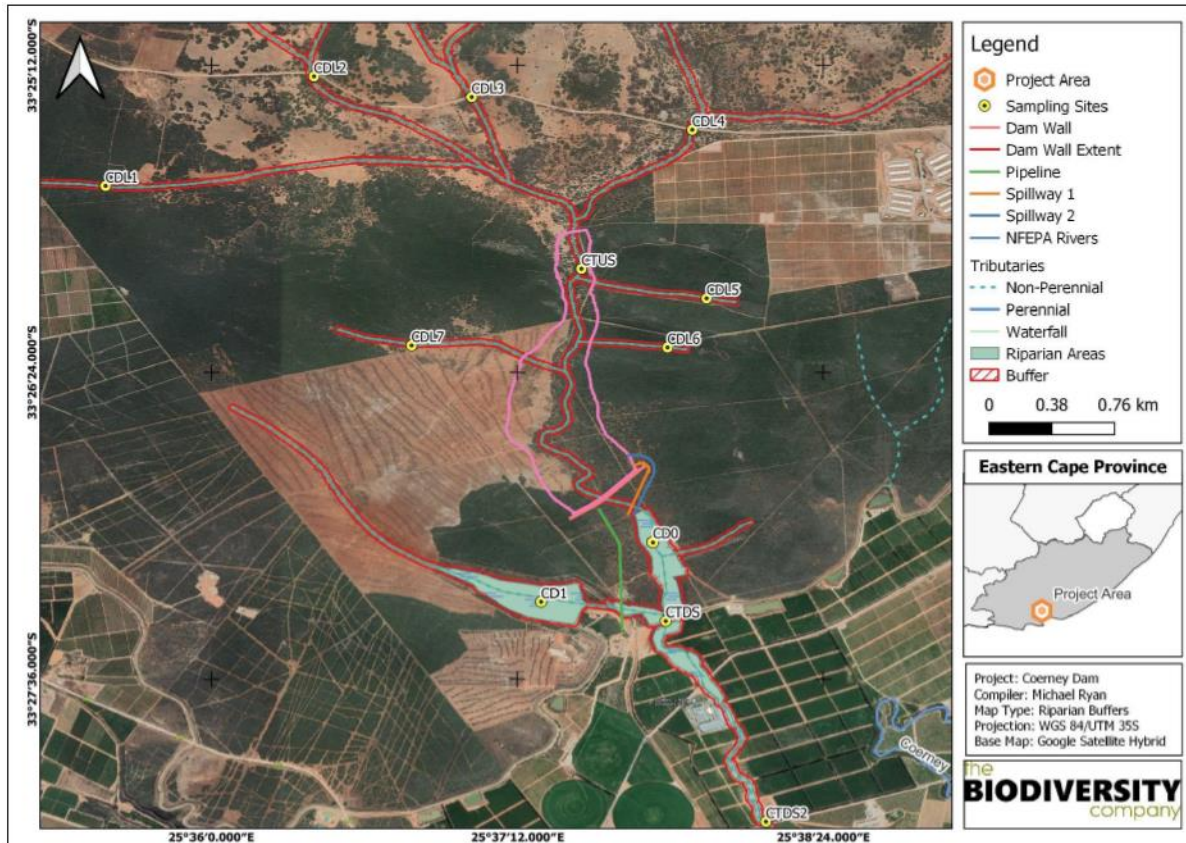 33°25'12.000"S
33°26'24.000"S
33°27'36.000"S
CDL2
CDL3
CDL4
CDL1
CTUS
CDL5
CDL7
CDL6
CD0
CD1
CTDS
Coerney
CTDS2
25°36'0.000"E
25°37'12.000"E
25°38'24.000"E
Legend
Project Area
Sampling Sites
Dam Wall
Dam Wall Extent
Pipeline
Spillway 1
Spillway 2
NFEPA Rivers
Tributaries
Non-Perennial
Perennial
Waterfall
Riparian Areas
Buffer
0 0.38 0.76 km
Eastern Cape Province
Project Area
Project: Coerney Dam
Compiler: Michael Ryan
Map Type: Riparian Buffers
Projection: WGS 84/UTM 35S
Base Map: Google Satellite Hybrid
the
BIODIVERSITY
company